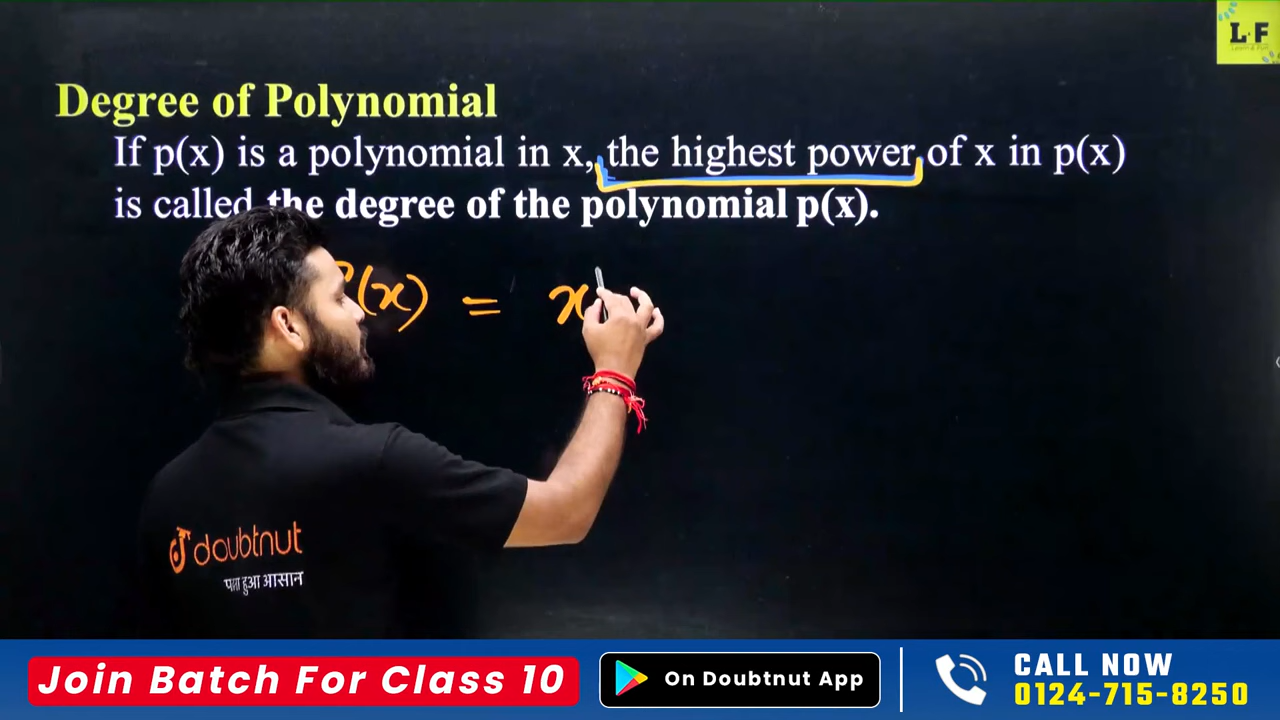 L·F
Degree of Polynomial
If p(x) is a polynomial in x, the highest power of x in p(x)
is called the degree of the polynomial p(x).
(x) = x
doubtnut
पढ़ना हुआ आसान
Join Batch For Class 10
On Doubtnut App
CALL NOW
0124-715-8250